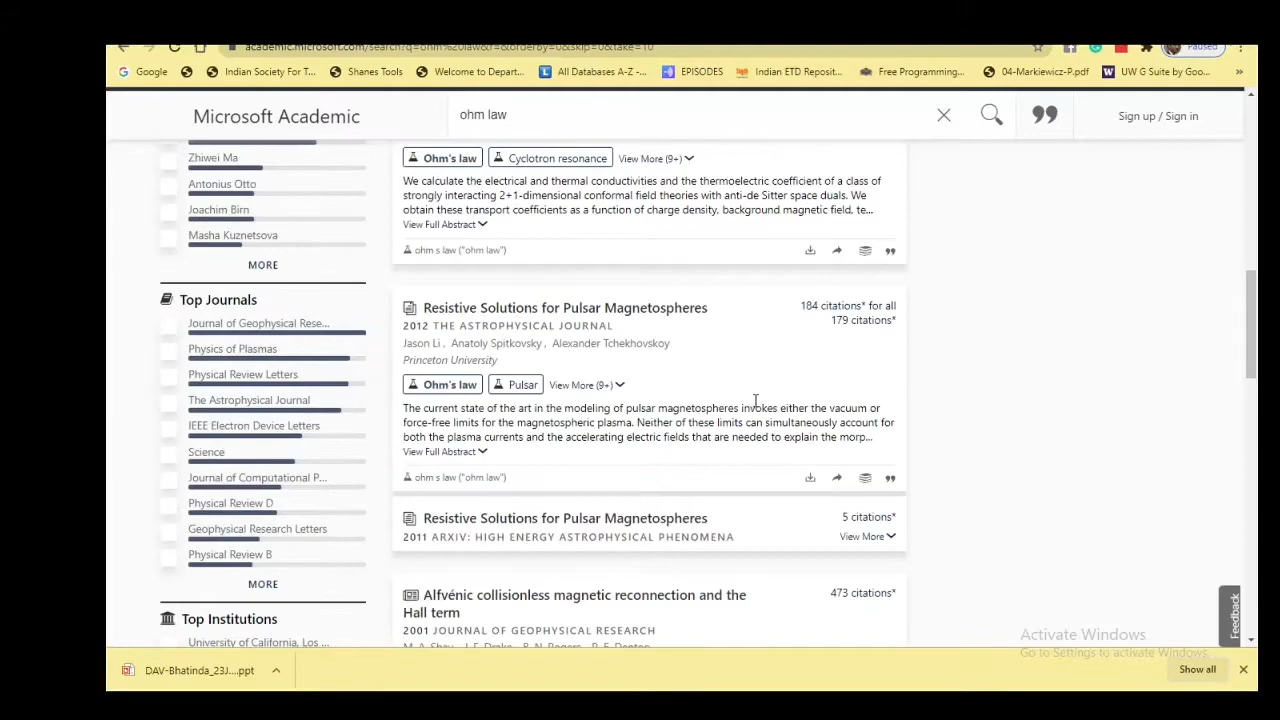 academic.microsoft.com/search?q=ohm%20law&f=&orderby=0&skip=0&take=10
Paused
Google
Indian Society For T...
Shanes Tools
Welcome to Depart...
All Databases A-Z -...
EPISODES
Indian ETD Reposit...
Free Programming...
04-Markiewicz-P.pdf
UW G Suite by Goo...
»
Microsoft Academic
ohm law
Sign up / Sign in
Zhiwei Ma
Antonius Otto
Joachim Birn
Masha Kuznetsova
MORE
Top Journals
Journal of Geophysical Rese...
Physics of Plasmas
Physical Review Letters
The Astrophysical Journal
IEEE Electron Device Letters
Science
Journal of Computational P...
Physical Review D
Geophysical Research Letters
Physical Review B
MORE
Top Institutions
University of California, Los ...
Ohm's law
Cyclotron resonance
View More (9+)
We calculate the electrical and thermal conductivities and the thermoelectric coefficient of a class of
strongly interacting 2+1-dimensional conformal field theories with anti-de Sitter space duals. We
obtain these transport coefficients as a function of charge density, background magnetic field, te...
View Full Abstract
ohm s law ("ohm law")
Resistive Solutions for Pulsar Magnetospheres
184 citations* for all
179 citations*
2012 THE ASTROPHYSICAL JOURNAL
Jason Li , Anatoly Spitkovsky , Alexander Tchekhovskoy
Princeton University
Ohm's law
Pulsar
View More (9+)
The current state of the art in the modeling of pulsar magnetospheres invokes either the vacuum or
force-free limits for the magnetospheric plasma. Neither of these limits can simultaneously account for
both the plasma currents and the accelerating electric fields that are needed to explain the morp...
View Full Abstract
ohm s law ("ohm law")
Resistive Solutions for Pulsar Magnetospheres
5 citations*
2011 ARXIV: HIGH ENERGY ASTROPHYSICAL PHENOMENA
View More
Alfvénic collisionless magnetic reconnection and the
Hall term
473 citations*
2001 JOURNAL OF GEOPHYSICAL RESEARCH
Feedback
Activate Windows
Go to Settings to activate Windows.
DAV-Bhatinda_23J....ppt
Show all